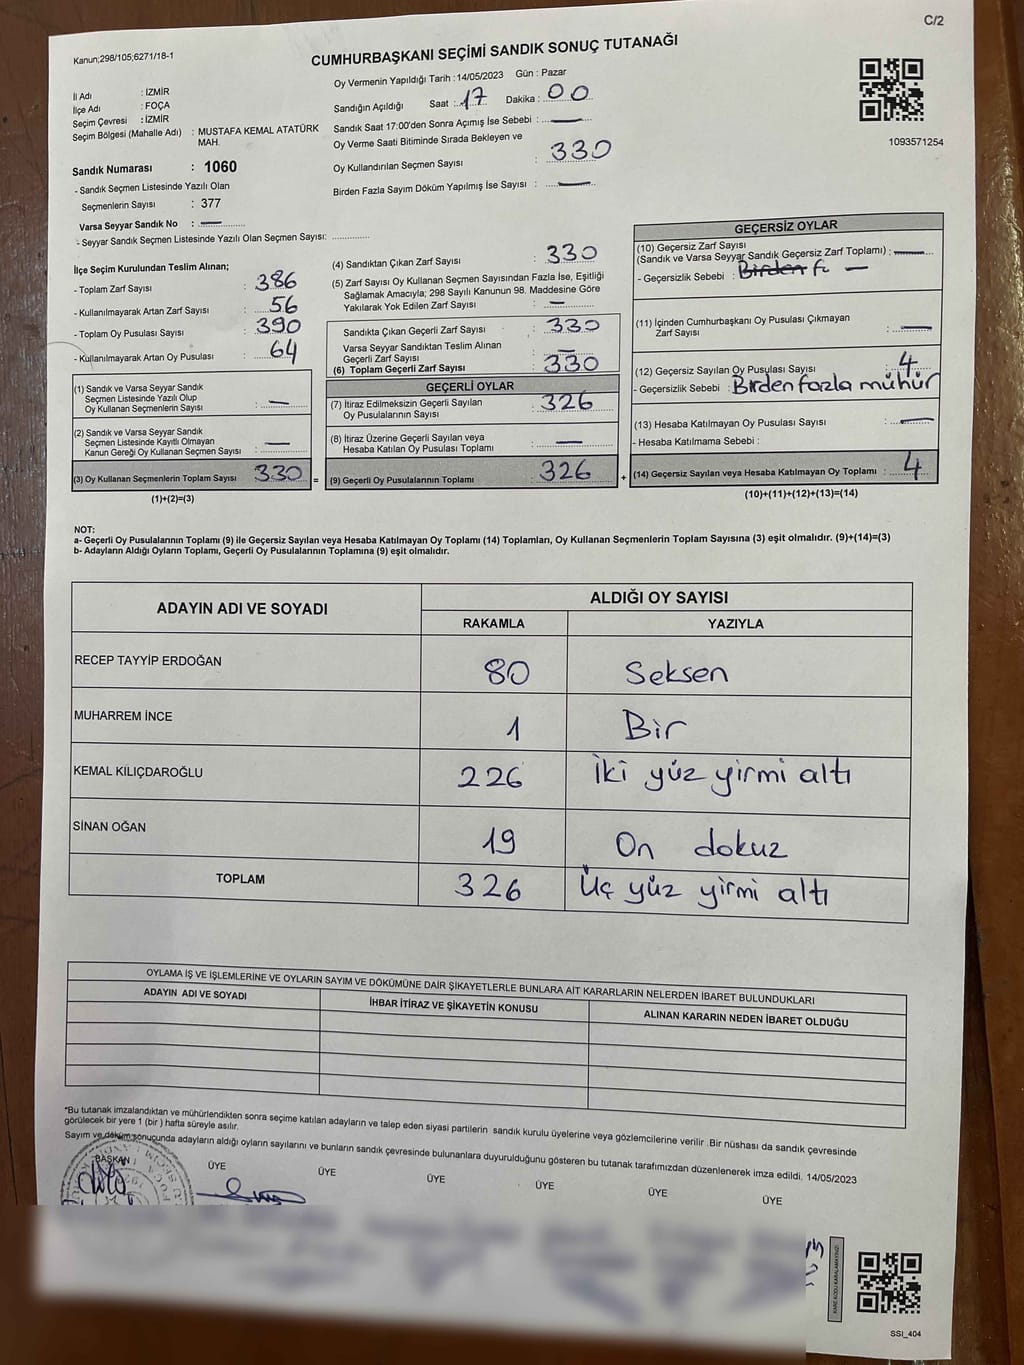 C/2
Kanun;298/105;6271/18-1
CUMHURBAŞKANI SEÇİMİ SANDIK SONUÇ TUTANAĞI
İl Adı : İZMİR
İlçe Adı : FOÇA
Seçim Çevresi : İZMİR
Seçim Bölgesi (Mahalle Adı) : MUSTAFA KEMAL ATATÜRK
MAH.
Sandık Numarası : 1060
- Sandık Seçmen Listesinde Yazılı Olan
Seçmenlerin Sayısı : 377
Varsa Seyyar Sandık No : —
- Seyyar Sandık Seçmen Listesinde Yazılı Olan Seçmen Sayısı: ..............
Oy Vermenin Yapıldığı Tarih :14/05/2023 Gün : Pazar
Sandığın Açıldığı Saat : 17 Dakika : 00
Sandık Saat 17:00'den Sonra Açımış İse Sebebi : —
Oy Verme Saati Bitiminde Sırada Bekleyen ve
Oy Kullandırılan Seçmen Sayısı : 330
Birden Fazla Sayım Döküm Yapılmış İse Sayısı : —
1093571254
İlçe Seçim Kurulundan Teslim Alınan;
- Toplam Zarf Sayısı : 386
- Kullanılmayarak Artan Zarf Sayısı : 56
- Toplam Oy Pusulası Sayısı : 390
- Kullanılmayarak Artan Oy Pusulası : 64
(1) Sandık ve Varsa Seyyar Sandık
Seçmen Listesinde Yazılı Olup
Oy Kullanan Seçmenlerin Sayısı : —
(2) Sandık ve Varsa Seyyar Sandık
Seçmen Listesinde Kayıtlı Olmayan
Kanun Gereği Oy Kullanan Seçmen Sayısı : —
(3) Oy Kullanan Seçmenlerin Toplam Sayısı : 330 =
(1)+(2)=(3)
(4) Sandıktan Çıkan Zarf Sayısı : 330
(5) Zarf Sayısı Oy Kullanan Seçmen Sayısından Fazla İse, Eşitliği
Sağlamak Amacıyla; 298 Sayılı Kanunun 98. Maddesine Göre
Yakılarak Yok Edilen Zarf Sayısı : —
Sandıkta Çıkan Geçerli Zarf Sayısı : 330
Varsa Seyyar Sandıktan Teslim Alınan
Geçerli Zarf Sayısı : —
(6) Toplam Geçerli Zarf Sayısı : 330
GEÇERLİ OYLAR
(7) İtiraz Edilmeksizin Geçerli Sayılan
Oy Pusulalarının Sayısı : 326
(8) İtiraz Üzerine Geçerli Sayılan veya
Hesaba Katılan Oy Pusulası Toplamı : —
(9) Geçerli Oy Pusulalarının Toplamı : 326 +
GEÇERSİZ OYLAR
(10) Geçersiz Zarf Sayısı
(Sandık ve Varsa Seyyar Sandık Geçersiz Zarf Toplamı) : —
- Geçersizlik Sebebi : Birden f —
(11) İçinden Cumhurbaşkanı Oy Pusulası Çıkmayan
Zarf Sayısı : —
(12) Geçersiz Sayılan Oy Pusulası Sayısı : 4
- Geçersizlik Sebebi : Birden fazla mühür
(13) Hesaba Katılmayan Oy Pusulası Sayısı : —
- Hesaba Katılmama Sebebi :
(14) Geçersiz Sayılan veya Hesaba Katılmayan Oy Toplamı : 4
(10)+(11)+(12)+(13)=(14)
NOT:
a- Geçerli Oy Pusulalarının Toplamı (9) ile Geçersiz Sayılan veya Hesaba Katılmayan Oy Toplamı (14) Toplamları, Oy Kullanan Seçmenlerin Toplam Sayısına (3) eşit olmalıdır. (9)+(14)=(3)
b- Adayların Aldığı Oyların Toplamı, Geçerli Oy Pusulalarının Toplamına (9) eşit olmalıdır.
ADAYIN ADI VE SOYADI ALDIĞI OY SAYISI
RAKAMLA YAZIYLA
RECEP TAYYİP ERDOĞAN 80 Seksen
MUHARREM İNCE 1 Bir
KEMAL KILIÇDAROĞLU 226 İki yüz yirmi altı
SİNAN OĞAN 19 On dokuz
TOPLAM 326 Üç yüz yirmi altı
OYLAMA İŞ VE İŞLEMLERİNE VE OYLARIN SAYIM VE DÖKÜMÜNE DAİR ŞİKAYETLERLE BUNLARA AİT KARARLARIN NELERDEN İBARET BULUNDUKLARI
ADAYIN ADI VE SOYADI İHBAR İTİRAZ VE ŞİKAYETİN KONUSU ALINAN KARARIN NEDEN İBARET OLDUĞU
*Bu tutanak imzalandıktan ve mühürlendikten sonra seçime katılan adayların ve talep eden siyasi partilerin sandık kurulu üyelerine veya gözlemcilerine verilir .Bir nüshası da sandık çevresinde
görülecek bir yere 1 (bir ) hafta süreyle asılır.
Sayım ve döküm sonuçunda adayların aldığı oyların sayılarını ve bunların sandık çevresinde bulunanlara duyurulduğunu gösteren bu tutanak tarafımızdan düzenlenerek imza edildi. 14/05/2023
BAŞKAN ÜYE ÜYE ÜYE ÜYE ÜYE ÜYE
SSI_404